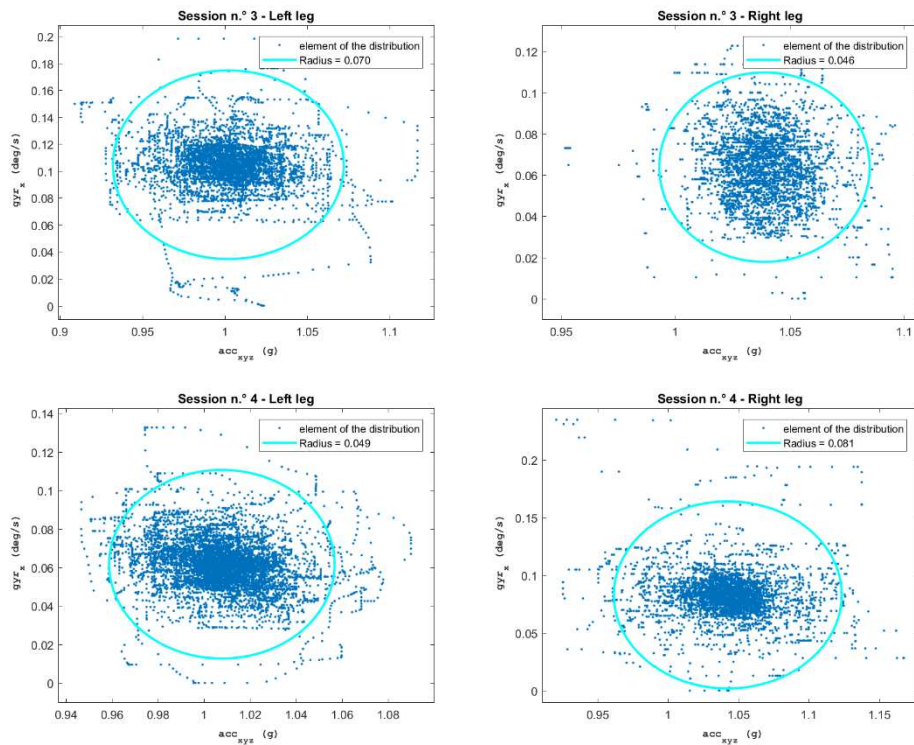 Session n.° 3 - Left leg
element of the distribution
Radius = 0.070
0.2
0.18
0.16
0.14
0.12
0.1
0.08
0.06
0.04
0.02
0
gyr_x (deg/s)
0.9 0.95 1 1.05 1.1
acc_xyz (g)
Session n.° 3 - Right leg
element of the distribution
Radius = 0.046
0.12
0.1
0.08
0.06
0.04
0.02
0
gyr_x (deg/s)
0.95 1 1.05 1.1
acc_xyz (g)
Session n.° 4 - Left leg
element of the distribution
Radius = 0.049
0.14
0.12
0.1
0.08
0.06
0.04
0.02
0
gyr_x (deg/s)
0.94 0.96 0.98 1 1.02 1.04 1.06 1.08
acc_xyz (g)
Session n.° 4 - Right leg
element of the distribution
Radius = 0.081
0.2
0.15
0.1
0.05
0
gyr_x (deg/s)
0.95 1 1.05 1.1 1.15
acc_xyz (g)